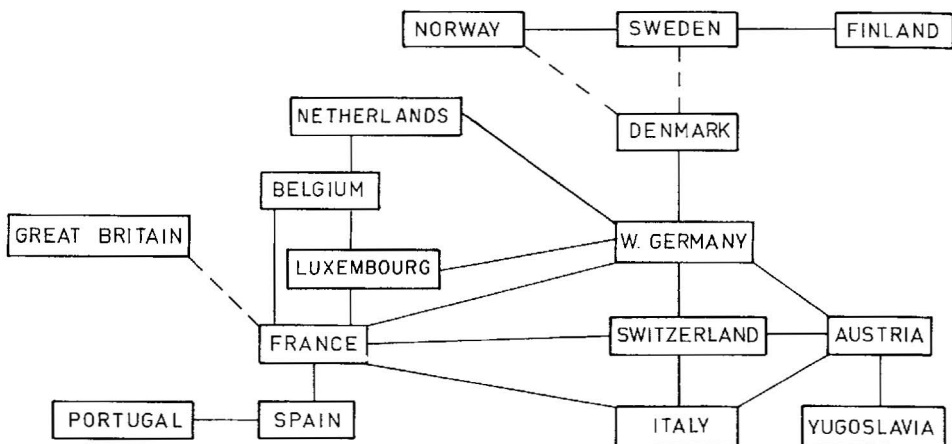 NORWAY
SWEDEN
FINLAND
NETHERLANDS
DENMARK
BELGIUM
GREAT BRITAIN
W. GERMANY
LUXEMBOURG
FRANCE
SWITZERLAND
AUSTRIA
PORTUGAL
SPAIN
ITALY
YUGOSLAVIA